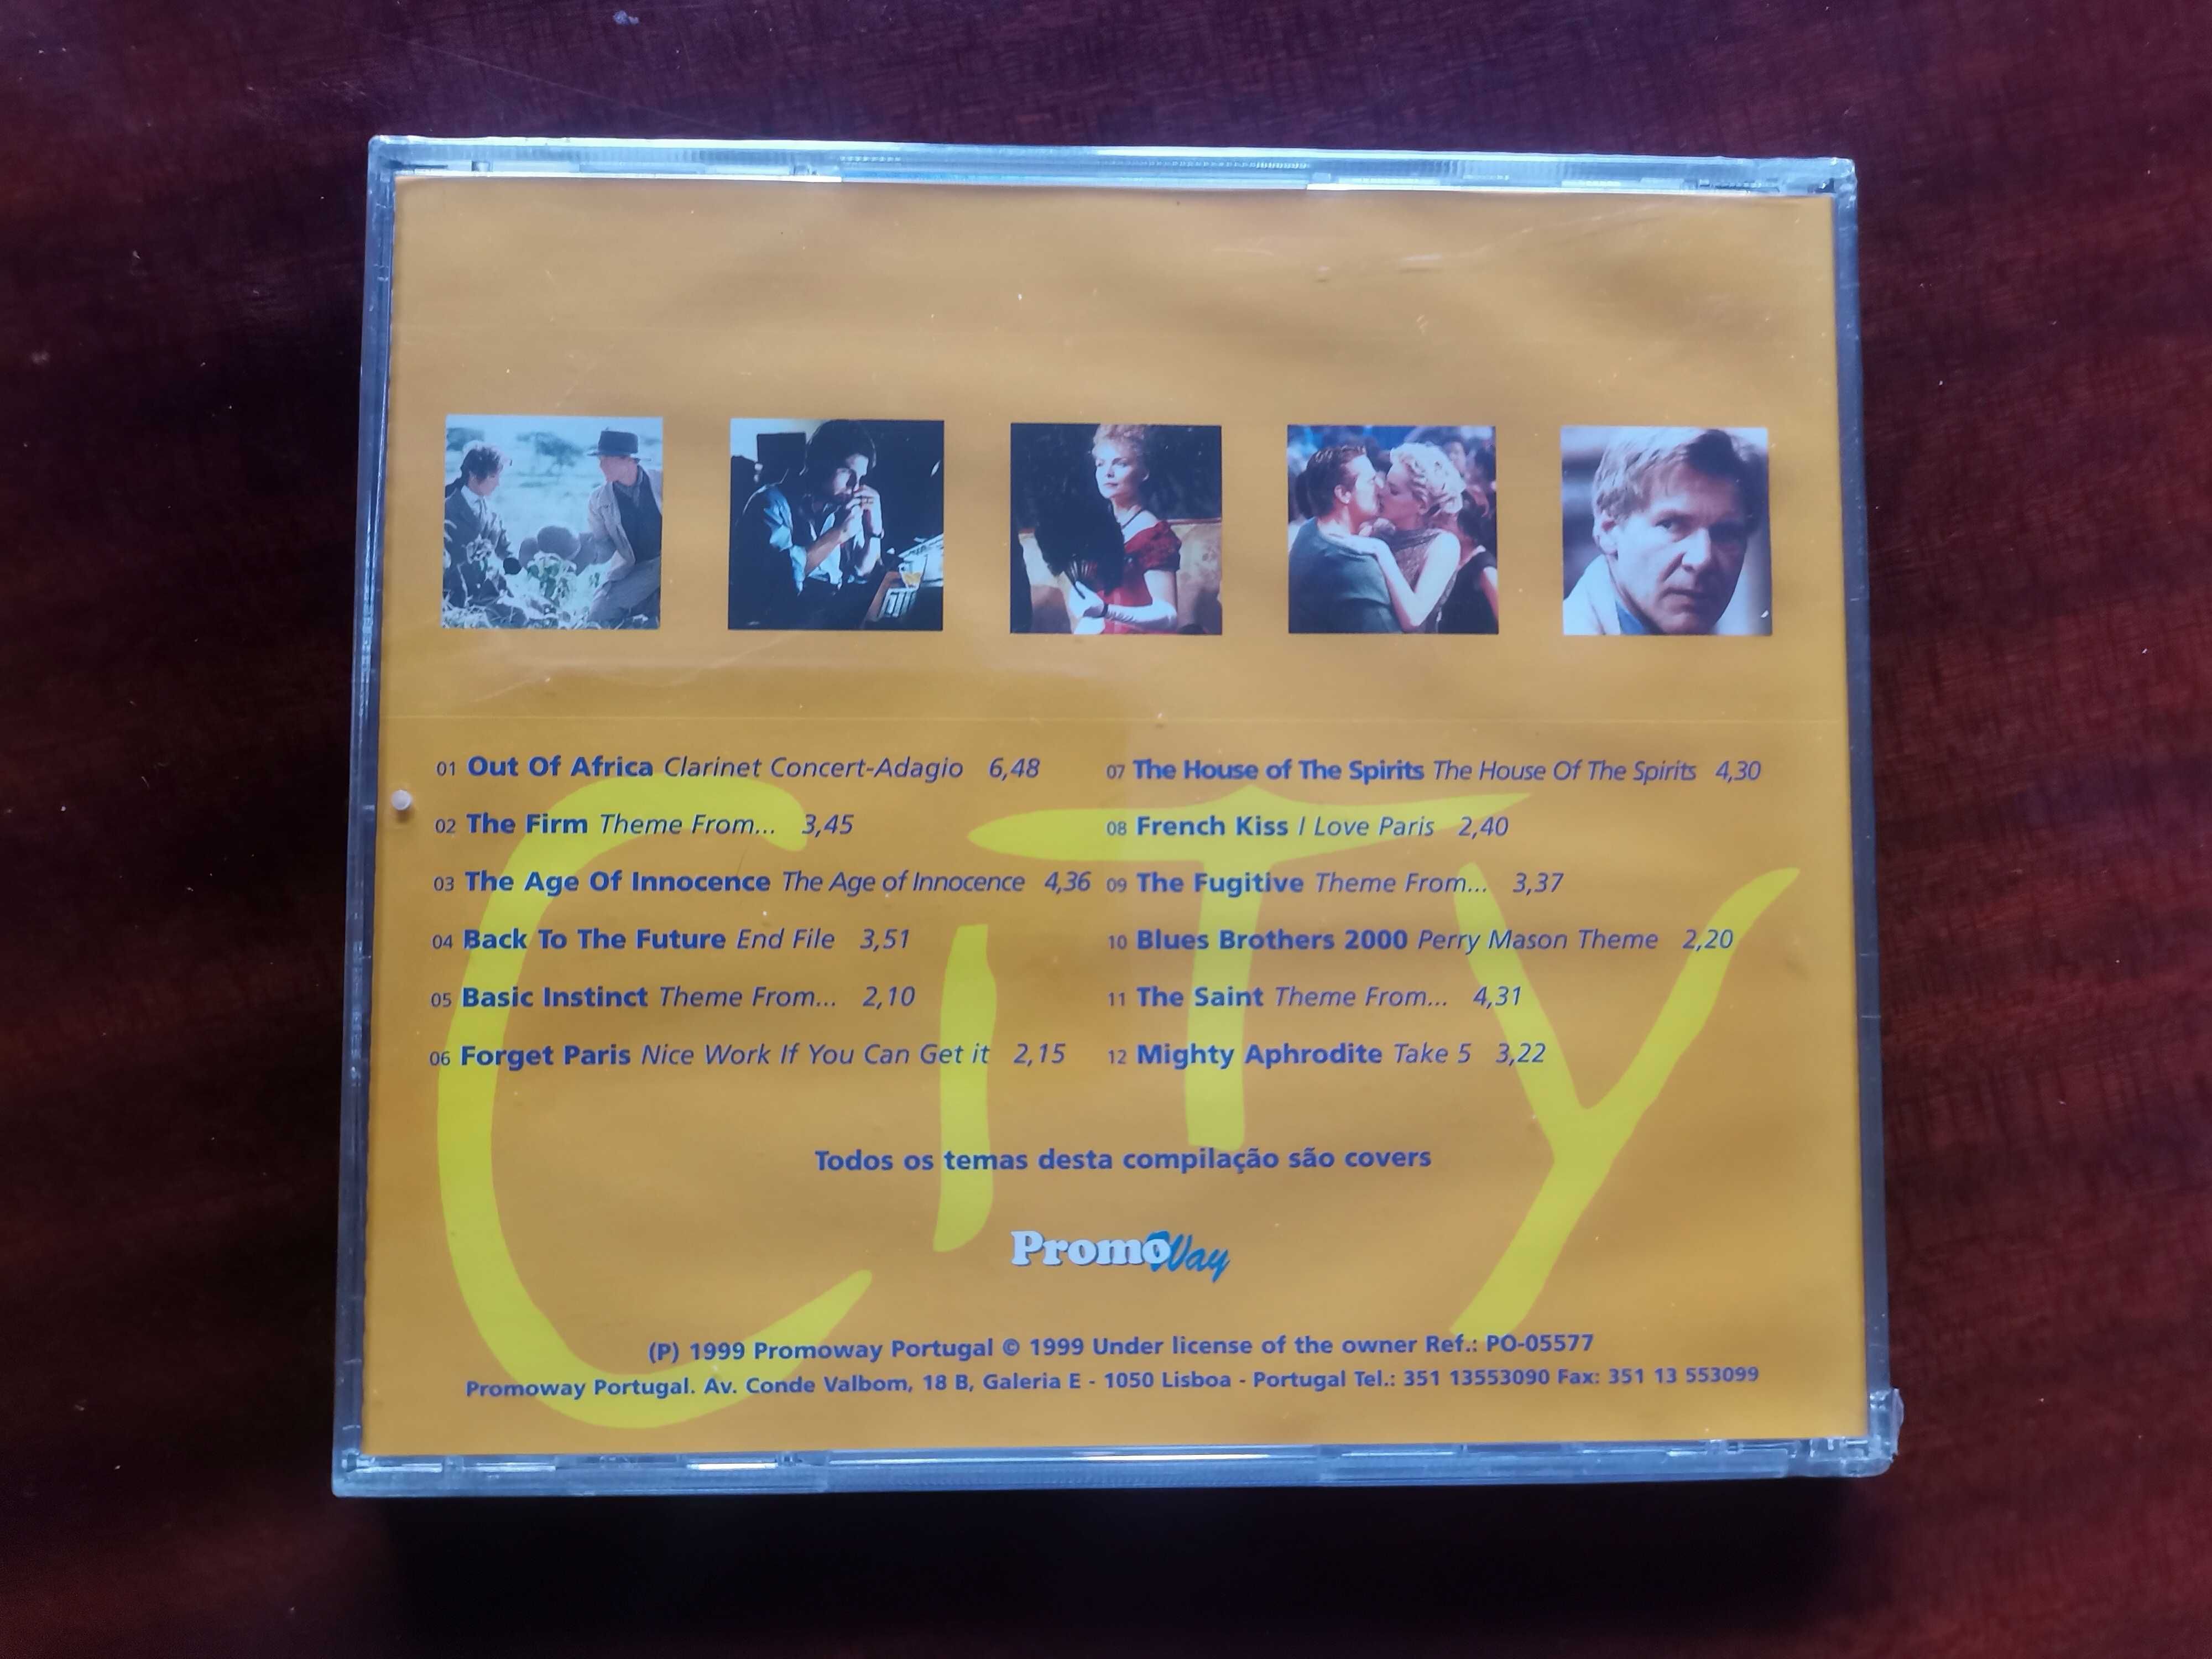 01 Out Of Africa Clarinet Concert-Adagio 6,48
02 The Firm Theme From... 3,45
03 The Age Of Innocence The Age of Innocence 4,36
04 Back To The Future End File 3,51
05 Basic Instinct Theme From... 2,10
06 Forget Paris Nice Work If You Can Get it 2,15
07 The House of The Spirits The House Of The Spirits 4,30
08 French Kiss I Love Paris 2,40
09 The Fugitive Theme From... 3,37
10 Blues Brothers 2000 Perry Mason Theme 2,20
11 The Saint Theme From... 4,31
12 Mighty Aphrodite Take 5 3,22
CiTy
Todos os temas desta compilação são covers
PromoWay
(P) 1999 Promoway Portugal © 1999 Under license of the owner Ref.: PO-05577
Promoway Portugal. Av. Conde Valbom, 18 B, Galeria E - 1050 Lisboa - Portugal Tel.: 351 13553090 Fax: 351 13 553099